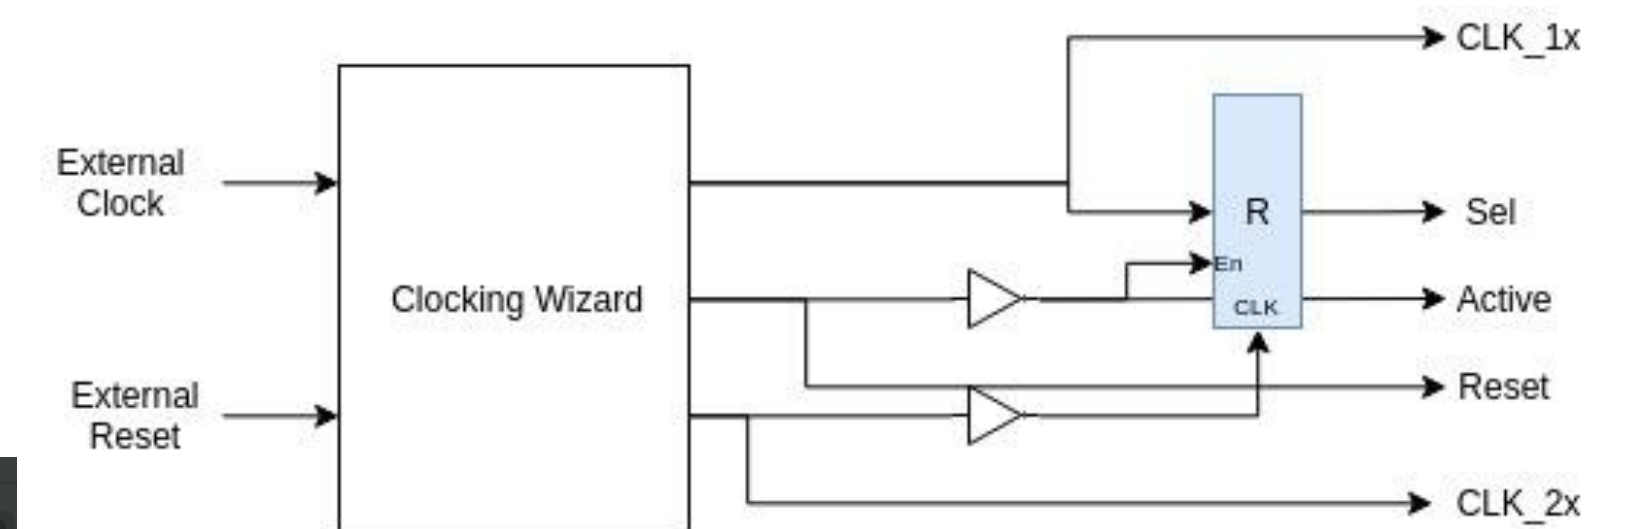 CLK_1x
External
Clock
R
Sel
En
Clocking Wizard
CLK
Active
External
Reset
Reset
CLK_2x